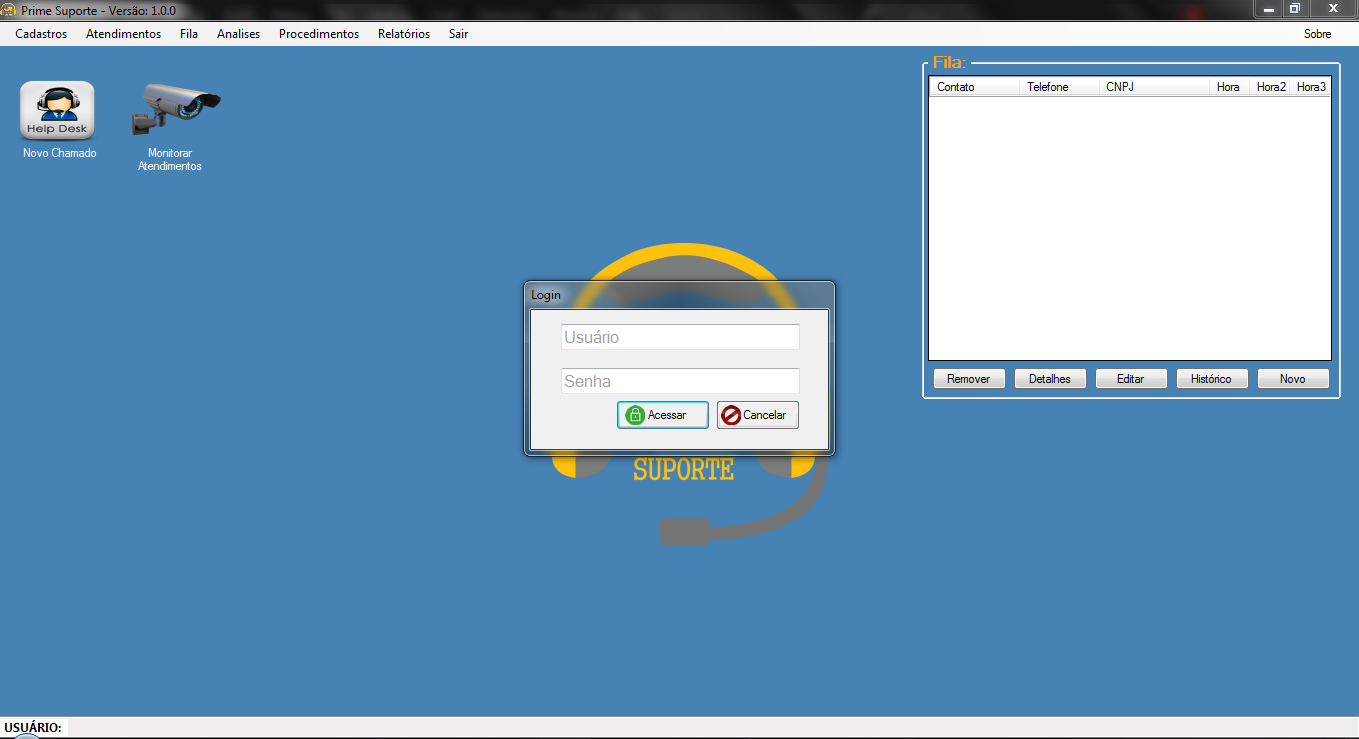 Prime Suporte - Versão: 1.0.0
Cadastros Atendimentos Fila Analises Procedimentos Relatórios Sair Sobre
Fila:
Contato Telefone CNPJ Hora Hora2 Hora3
Help Desk
Novo Chamado
Monitorar
Atendimentos
Login
Usuário
Senha
Acessar Cancelar
Remover Detalhes Editar Histórico Novo
SUPORTE
USUÁRIO: